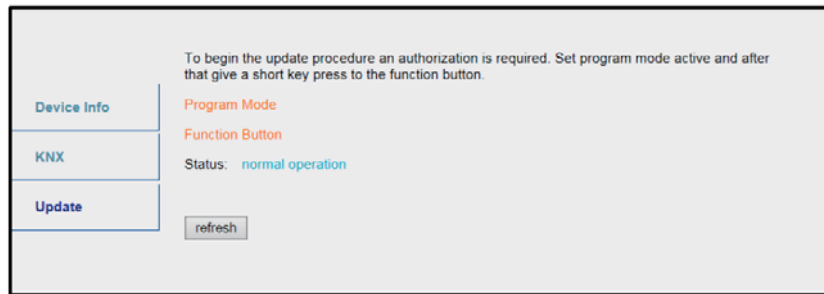 To begin the update procedure an authorization is required. Set program mode active and after
that give a short key press to the function button.
Device Info
Program Mode
Function Button
KNX
Status: normal operation
Update
refresh